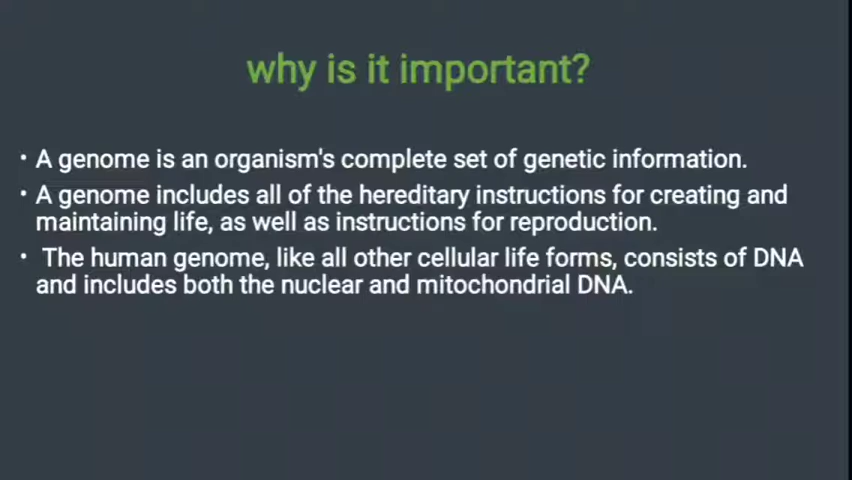 why is it important?
• A genome is an organism's complete set of genetic information.
• A genome includes all of the hereditary instructions for creating and
maintaining life, as well as instructions for reproduction.
• The human genome, like all other cellular life forms, consists of DNA
and includes both the nuclear and mitochondrial DNA.